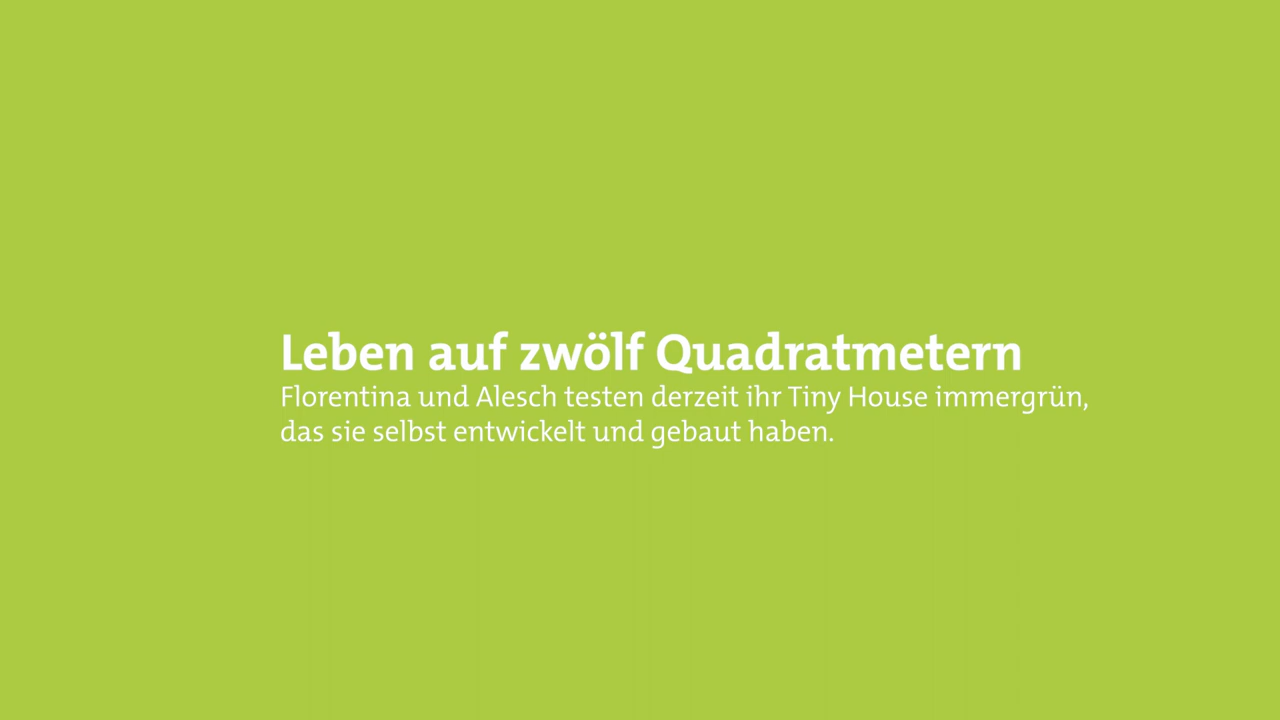 Leben auf zwölf Quadratmetern
Florentina und Alesch testen derzeit ihr Tiny House immergrün,
das sie selbst entwickelt und gebaut haben.